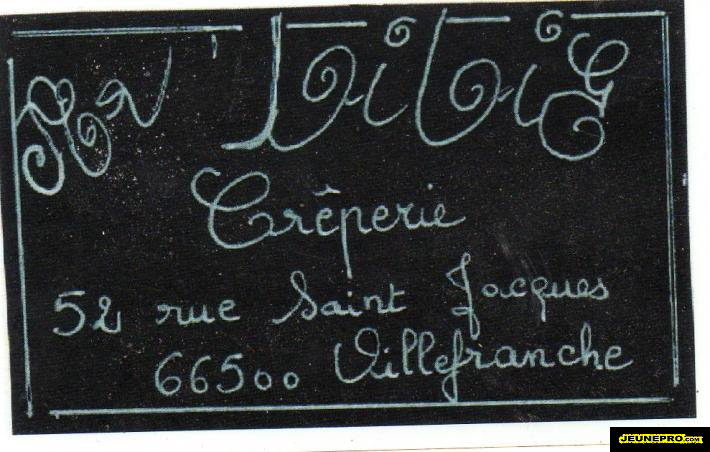 Crêperie
52 rue Saint Jacques
66500 Villefranche
JEUNEPRO.COM